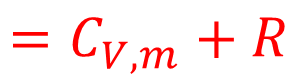 = C_{V,m} + R